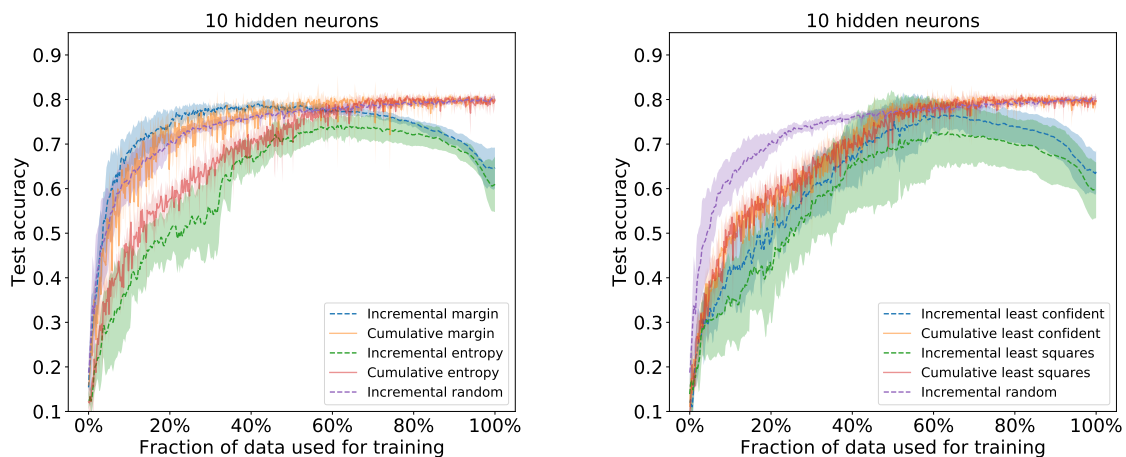 10 hidden neurons
0.9
0.8
0.7
0.6
0.5
0.4
0.3
0.2
0.1
Test accuracy
0% 20% 40% 60% 80% 100%
Fraction of data used for training
Incremental margin
Cumulative margin
Incremental entropy
Cumulative entropy
Incremental random
10 hidden neurons
0.9
0.8
0.7
0.6
0.5
0.4
0.3
0.2
0.1
Test accuracy
0% 20% 40% 60% 80% 100%
Fraction of data used for training
Incremental least confident
Cumulative least confident
Incremental least squares
Cumulative least squares
Incremental random